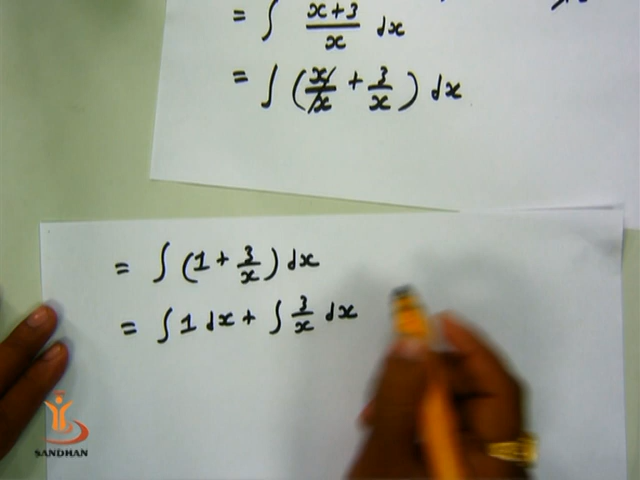 = ∫ x+3/x dx
= ∫ (x/x + 3/x) dx
= ∫ (1 + 3/x) dx
= ∫ 1 dx + ∫ 3/x dx
SANDHAN